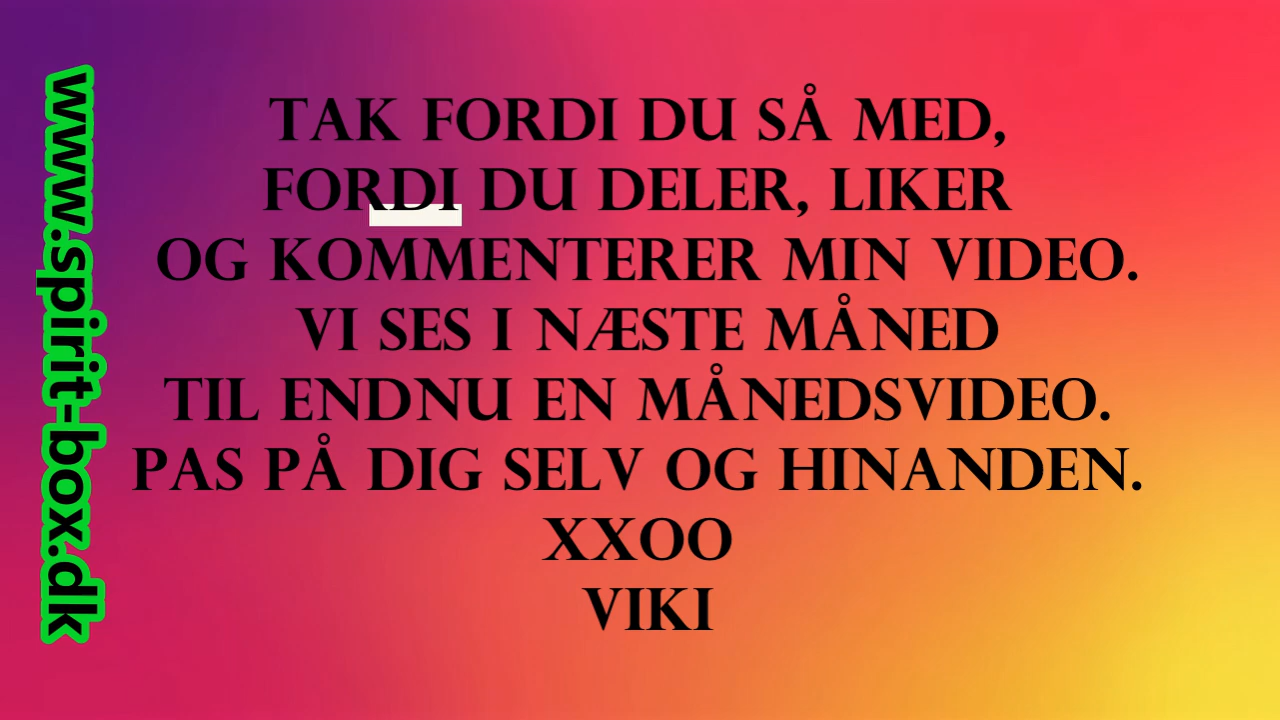 www.spirit-box.dk
TAK FORDI DU SÅ MED,
FORDI DU DELER, LIKER
OG KOMMENTERER MIN VIDEO.
VI SES I NÆSTE MÅNED
TIL ENDNU EN MÅNEDSVIDEO.
PAS PÅ DIG SELV OG HINANDEN.
XXOO
VIKI